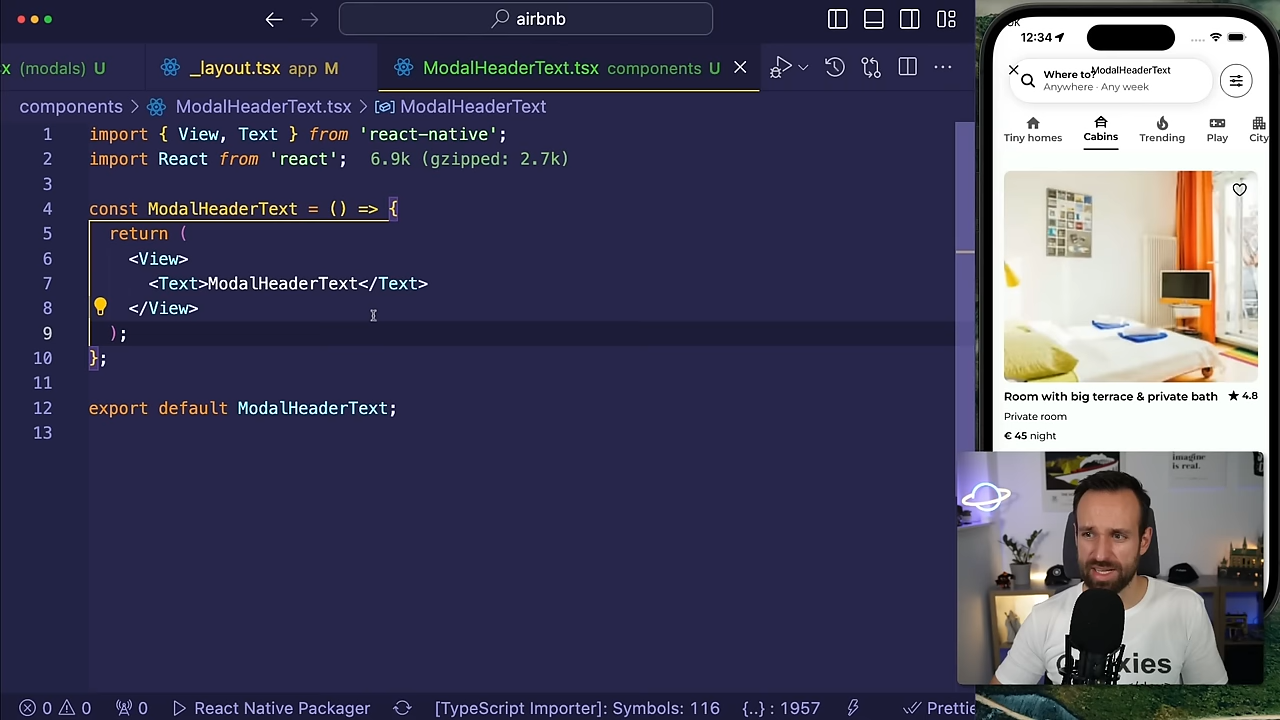 airbnb
x (modals) U
_layout.tsx app M
ModalHeaderText.tsx components U
components > ModalHeaderText.tsx > ModalHeaderText
1 import { View, Text } from 'react-native';
2 import React from 'react'; 6.9k (gzipped: 2.7k)
3
4 const ModalHeaderText = () => {
5 return (
6 <View>
7 <Text>ModalHeaderText</Text>
8 </View>
9 );
10 };
11
12 export default ModalHeaderText;
13
0 0 0 React Native Packager [TypeScript Importer]: Symbols: 116 {..} : 1957 Prettie
12:34
Where to?
ModalHeaderText
Anywhere · Any week
Tiny homes Cabins Trending Play City
Room with big terrace & private bath ★ 4.8
Private room
€ 45 night
imagine
is real.